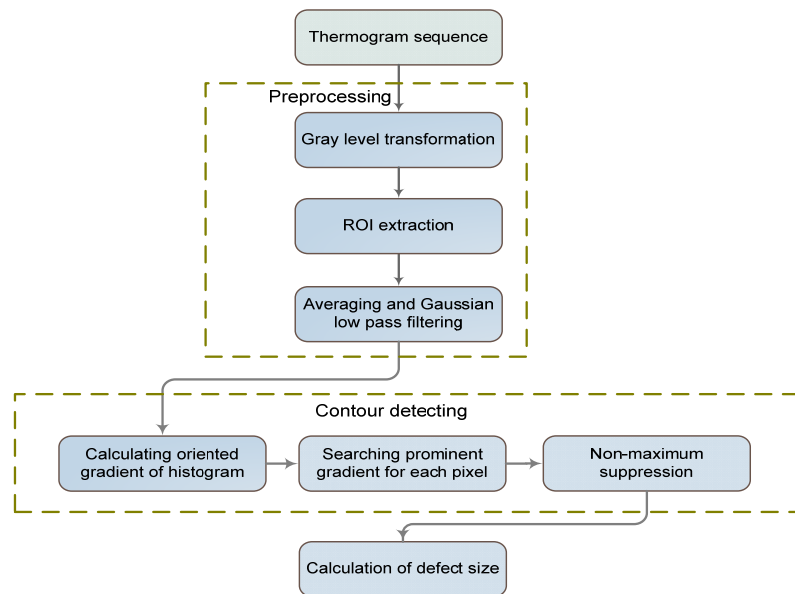 Thermogram sequence
Preprocessing
Gray level transformation
ROI extraction
Averaging and Gaussian
low pass filtering
Contour detecting
Calculating oriented
gradient of histogram
Searching prominent
gradient for each pixel
Non-maximum
suppression
Calculation of defect size